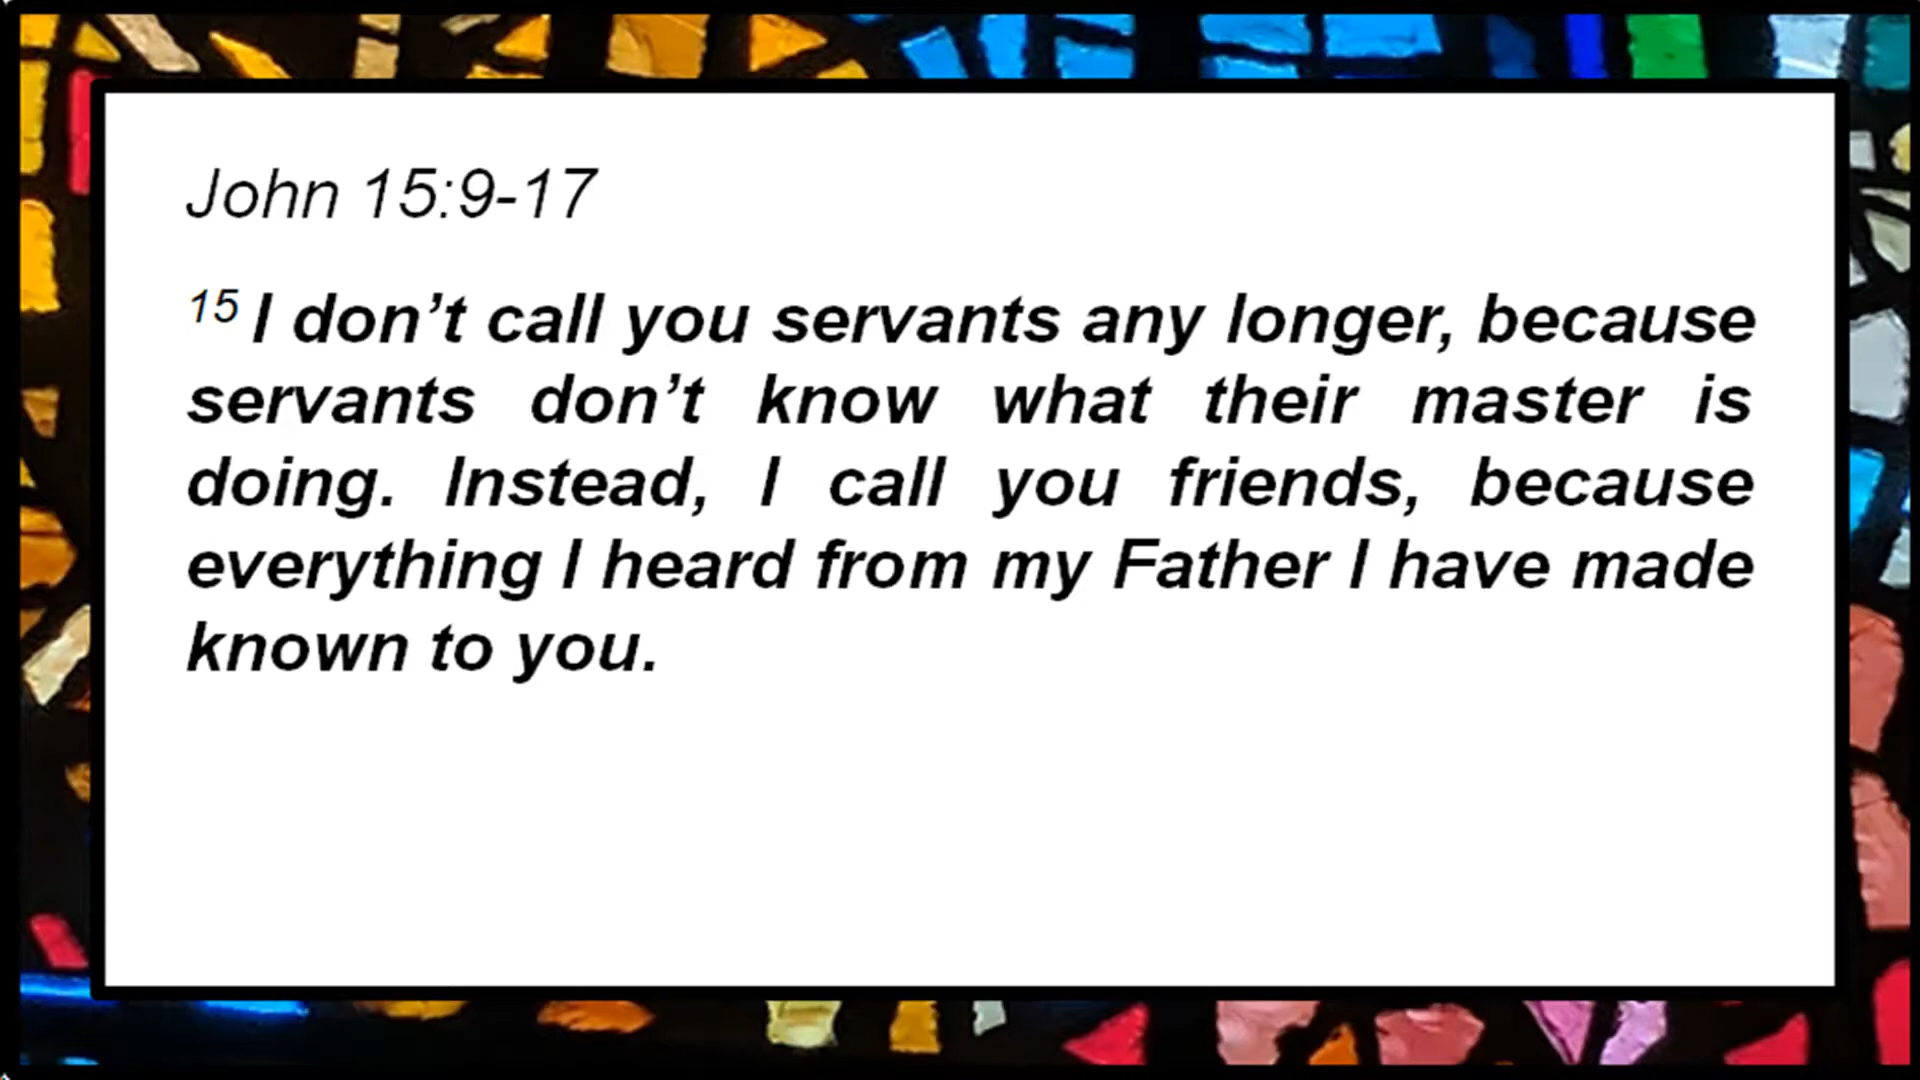 John 15:9-17
15 I don’t call you servants any longer, because
servants don’t know what their master is
doing. Instead, I call you friends, because
everything I heard from my Father I have made
known to you.